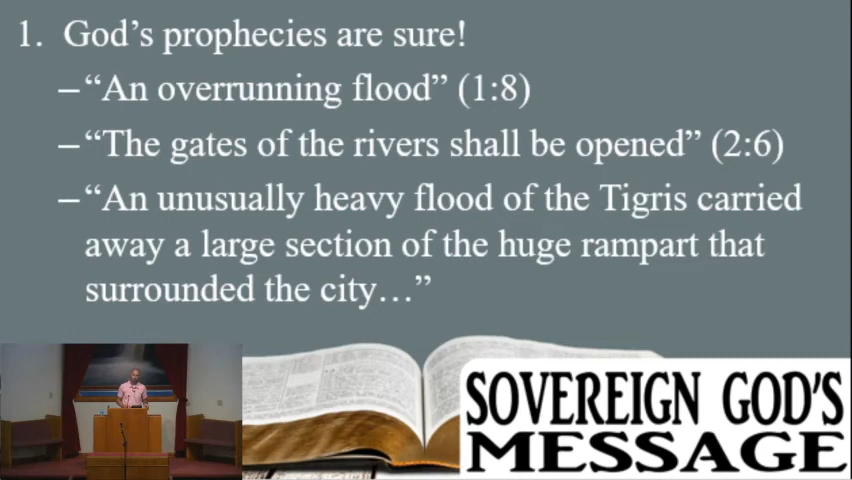 1. God's prophecies are sure!
–“An overrunning flood” (1:8)
–“The gates of the rivers shall be opened” (2:6)
–“An unusually heavy flood of the Tigris carried
away a large section of the huge rampart that
surrounded the city…”
SOVEREIGN GOD'S
MESSAGE